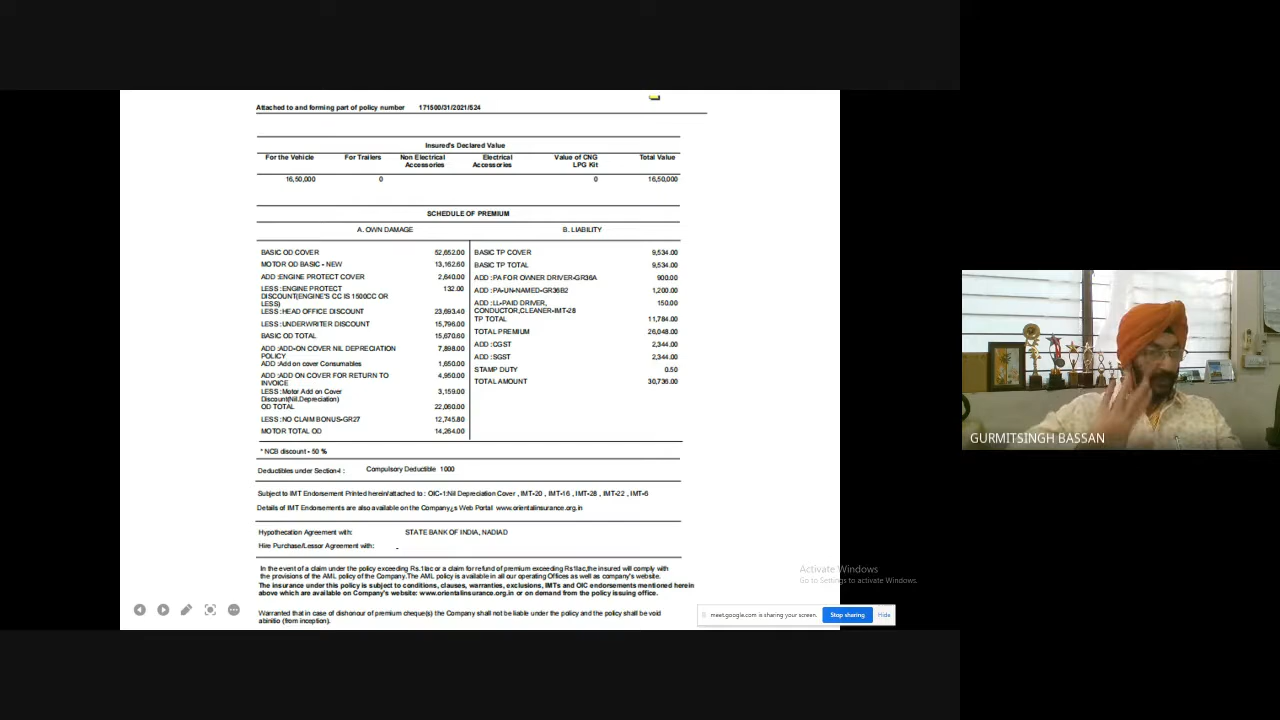 Attached to and forming part of policy number 171500/31/2021/524
Insured's Declared Value
For the Vehicle For Trailers Non Electrical Accessories Electrical Accessories Value of CNG LPG Kit Total Value
16,50,000 0 0 16,50,000
SCHEDULE OF PREMIUM
A. OWN DAMAGE B. LIABILITY
BASIC OD COVER 52,652.00
MOTOR OD BASIC - NEW 13,162.60
ADD :ENGINE PROTECT COVER 2,640.00
LESS :ENGINE PROTECT 132.00
DISCOUNT(ENGINE'S CC IS 1500CC OR
LESS)
LESS :HEAD OFFICE DISCOUNT 23,693.40
LESS :UNDERWRITER DISCOUNT 15,796.00
BASIC OD TOTAL 15,670.60
ADD :ADD-ON COVER NIL DEPRECIATION 7,898.00
POLICY
ADD :Add on cover Consumables 1,650.00
ADD :ADD ON COVER FOR RETURN TO 4,950.00
INVOICE
LESS :Motor Add on Cover 3,159.00
Discount(Nil.Depreciation)
OD TOTAL 22,060.00
LESS :NO CLAIM BONUS-GR27 12,745.80
MOTOR TOTAL OD 14,264.00
BASIC TP COVER 9,534.00
BASIC TP TOTAL 9,534.00
ADD :PA FOR OWNER DRIVER-GR36A 900.00
ADD :PA-UN-NAMED-GR36B2 1,200.00
ADD :LL-PAID DRIVER, 150.00
CONDUCTOR,CLEANER-IMT-28
TP TOTAL 11,784.00
TOTAL PREMIUM 26,048.00
ADD :CGST 2,344.00
ADD :SGST 2,344.00
STAMP DUTY 0.50
TOTAL AMOUNT 30,736.00
* NCB discount - 50 %
Deductibles under Section-I : Compulsory Deductible 1000
Subject to IMT Endorsement Printed herein/attached to : OIC-1:Nil Depreciation Cover , IMT-20 , IMT-16 , IMT-28 , IMT-22 , IMT-6
Details of IMT Endorsements are also available on the Company¿s Web Portal www.orientalinsurance.org.in
Hypothecation Agreement with: STATE BANK OF INDIA, NADIAD
Hire Purchase/Lessor Agreement with: -
In the event of a claim under the policy exceeding Rs.1lac or a claim for refund of premium exceeding Rs1lac,the insured will comply with
the provisions of the AML policy of the Company.The AML policy is available in all our operating Offices as well as company's website.
The insurance under this policy is subject to conditions, clauses, warranties, exclusions, IMTs and OIC endorsements mentioned herein
above which are available on Company's website: www.orientalinsurance.org.in or on demand from the policy issuing office.
Warranted that in case of dishonour of premium cheque(s) the Company shall not be liable under the policy and the policy shall be void
abinitio (from inception).
GURMITSINGH BASSAN
Activate Windows
Go to Settings to activate Windows.
meet.google.com is sharing your screen. Stop sharing Hide